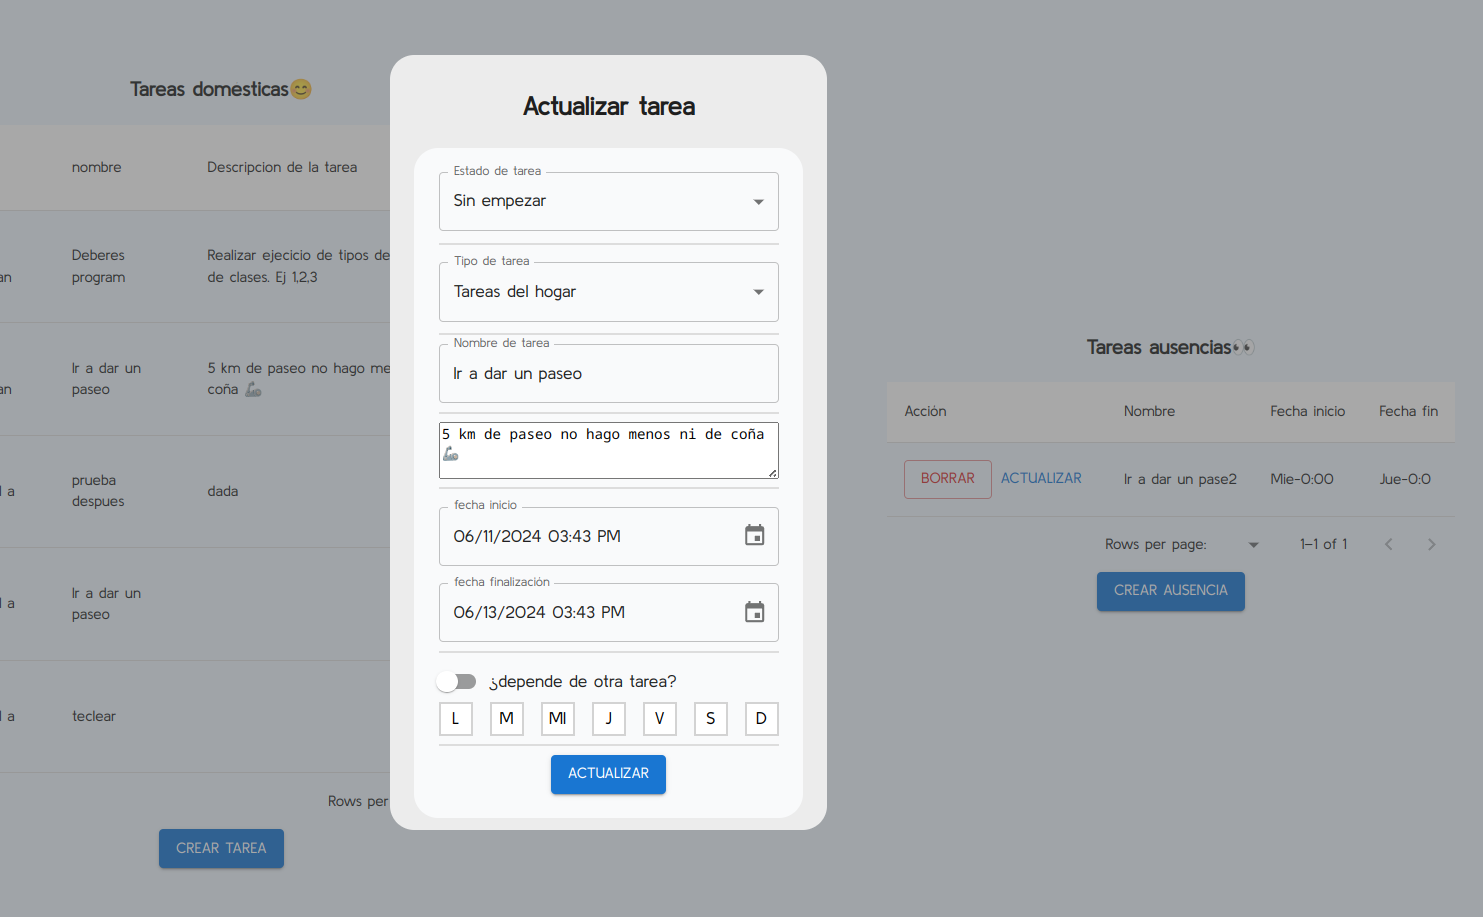 Tareas domesticas😊
nombre
Descripcion de la tarea
an
Deberes
program
Realizar ejecicio de tipos de
de clases. Ej 1,2,3
an
Ir a dar un
paseo
5 km de paseo no hago me
coña 🦾
l a
prueba
despues
dada
l a
Ir a dar un
paseo
l a
teclear
Rows per
CREAR TAREA
Actualizar tarea
Estado de tarea
Sin empezar
Tipo de tarea
Tareas del hogar
Nombre de tarea
Ir a dar un paseo
5 km de paseo no hago menos ni de coña
🦾
fecha inicio
06/11/2024 03:43 PM
fecha finalización
06/13/2024 03:43 PM
¿depende de otra tarea?
L M MI J V S D
ACTUALIZAR
Tareas ausencias👀
Acción Nombre Fecha inicio Fecha fin
BORRAR ACTUALIZAR Ir a dar un pase2 Mie-0:00 Jue-0:0
Rows per page: 1–1 of 1
CREAR AUSENCIA